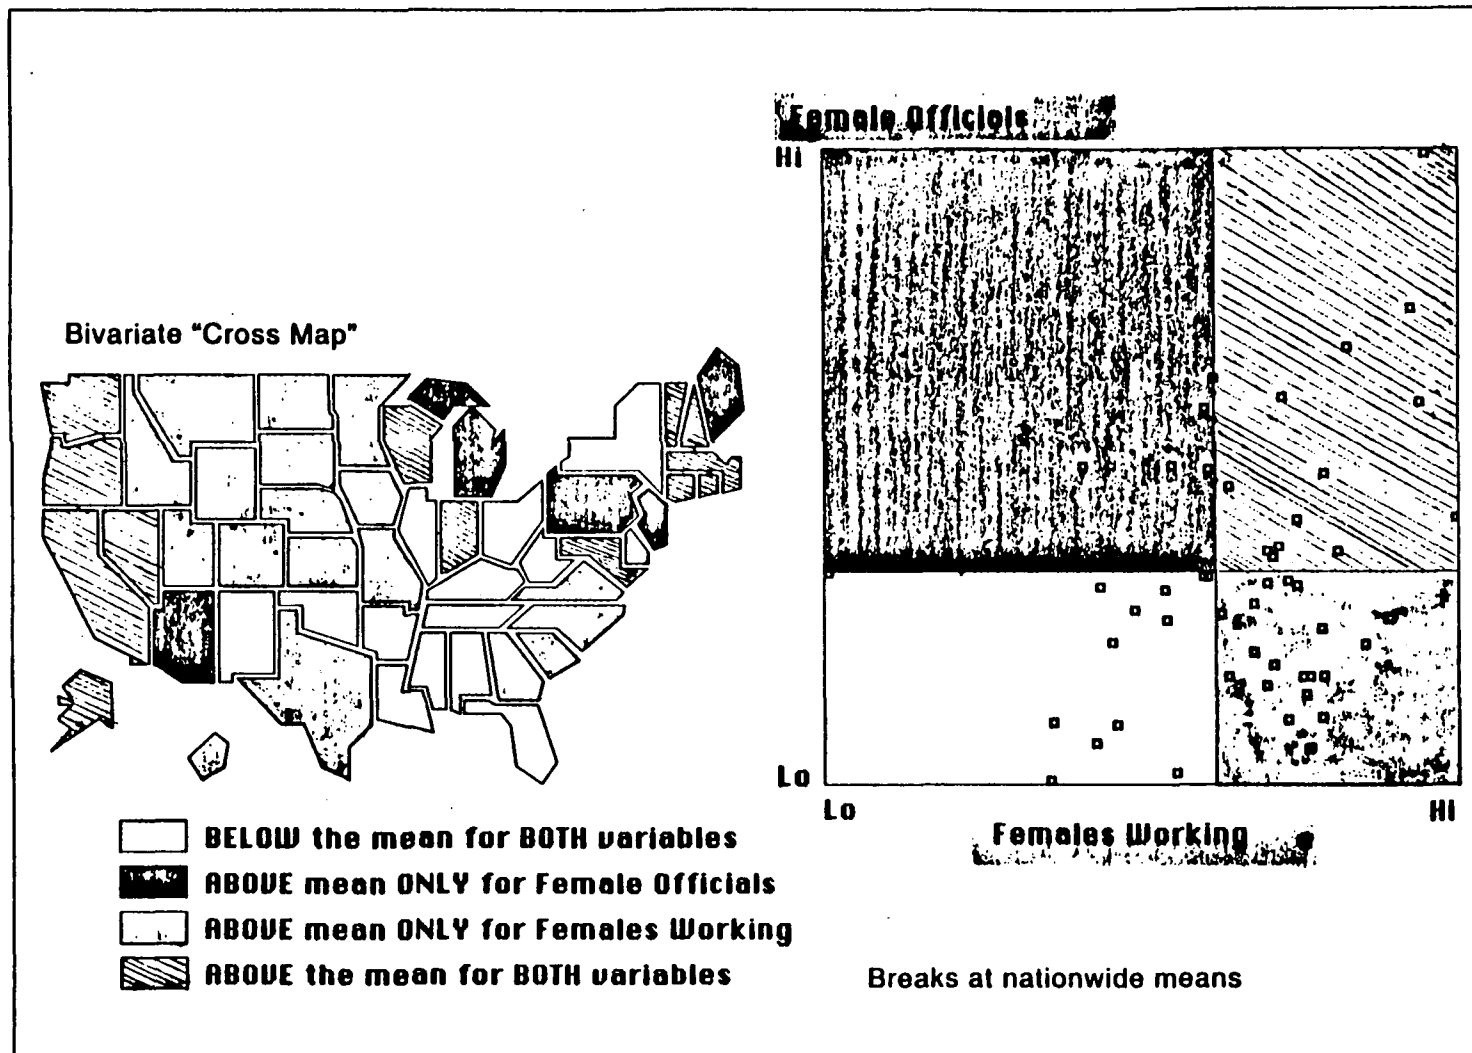 Bivariate "Cross Map"
BELOW the mean for BOTH variables
ABOVE mean ONLY for Female Officials
ABOVE mean ONLY for Females Working
ABOVE the mean for BOTH variables
Female Officials
Hi
Lo
Lo
Hi
Females Working
Breaks at nationwide means